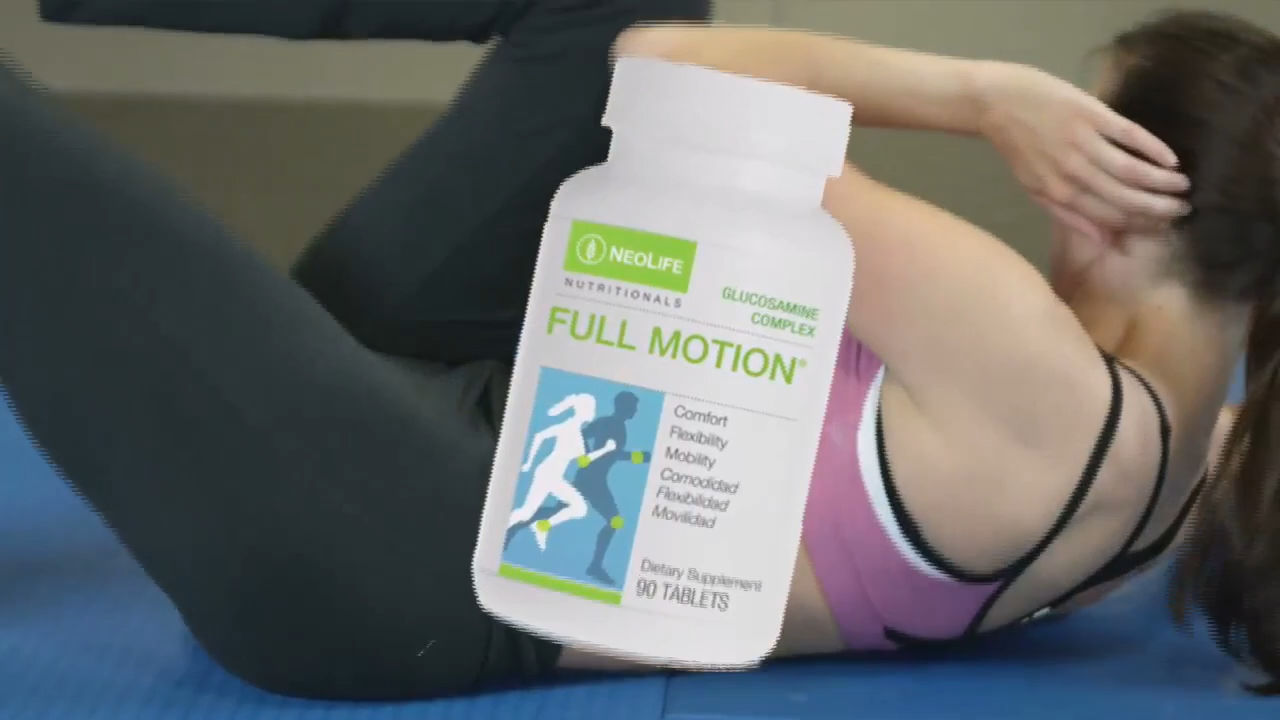 NEOLIFE
NUTRITIONALS
GLUCOSAMINE
COMPLEX
FULL MOTION®
Comfort
Flexibility
Mobility
Comodidad
Flexibilidad
Movilidad
Dietary Supplement
90 TABLETS